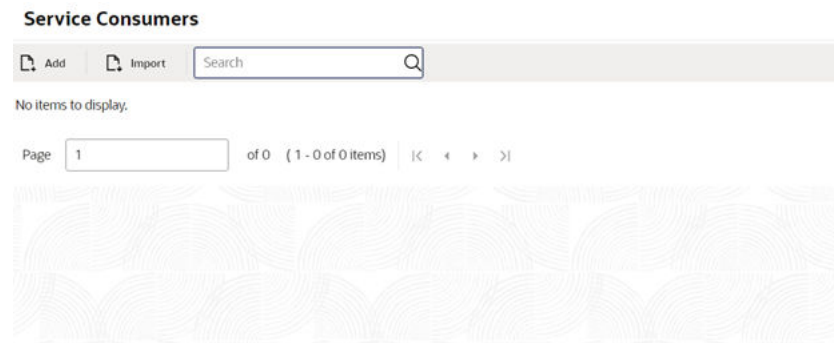 Service Consumers
Add Import Search
No items to display.
Page 1 of 0 (1 - 0 of 0 items)